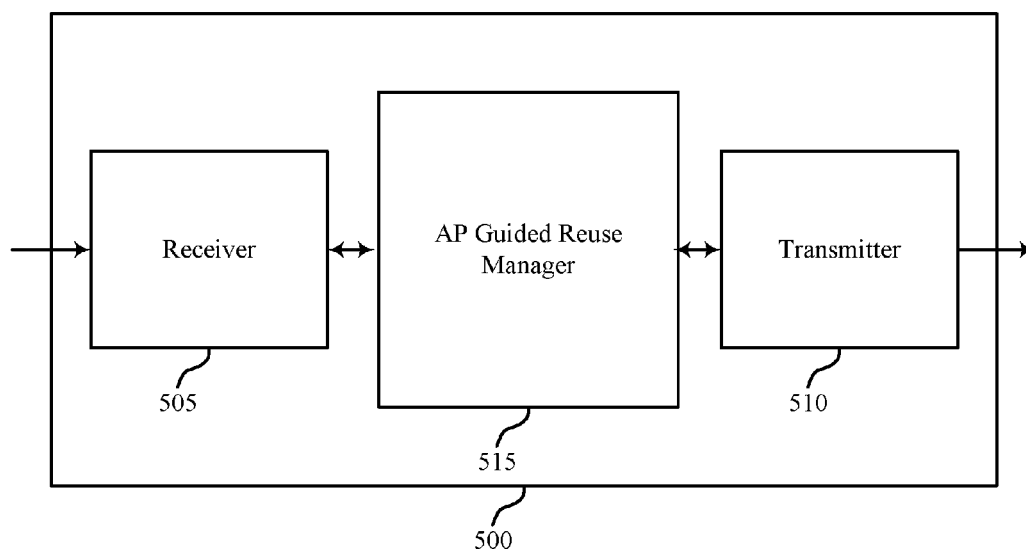 Receiver
AP Guided Reuse
Manager
Transmitter
505
510
515
500